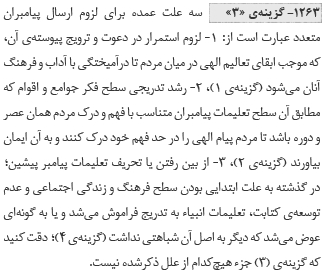 ۱۲۶۳- گزینه‌ی «۳» سه علت عمده برای لزوم ارسال پیامبران
متعدد عبارت است از: ۱- لزوم استمرار در دعوت و ترویج پیوسته‌ی آن،
که موجب ابقای تعالیم الهی در میان مردم تا درآمیختگی با آداب و فرهنگ
آنان می‌شود (گزینه‌ی ۱)، ۲- رشد تدریجی سطح فکر جوامع و اقوام که
مطابق آن سطح تعلیمات پیامبران متناسب با فهم و درک مردم همان عصر
و دوره باشد تا مردم پیام الهی را در حد فهم خود درک کنند و به آن ایمان
بیاورند (گزینه‌ی ۲)، ۳- از بین رفتن یا تحریف تعلیمات پیامبر پیشین؛
در گذشته به علت ابتدایی بودن سطح فرهنگ و زندگی اجتماعی و عدم
توسعه‌ی کتابت، تعلیمات انبیاء به تدریج فراموش می‌شد و یا به گونه‌ای
عوض می‌شد که دیگر به اصل آن شباهتی نداشت (گزینه‌ی ۴)؛ دقت کنید
که گزینه‌ی (۳) جزء هیچ‌کدام از علل ذکرشده نیست.